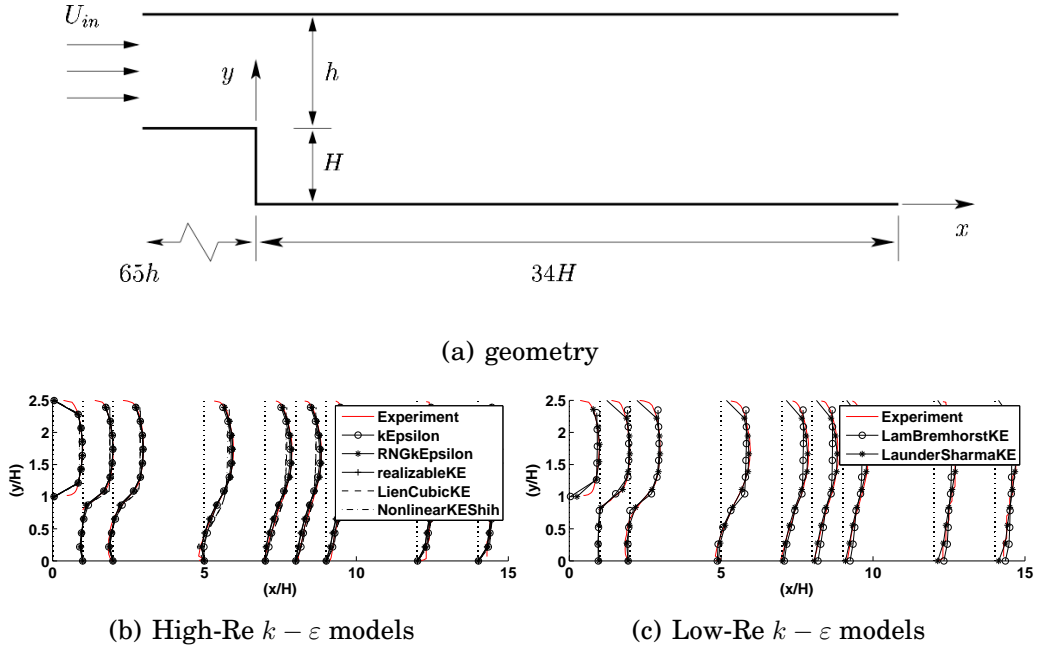 U_in
y
h
H
x
65h
34H
(a) geometry
2.5
2
1.5
1
0.5
0
(y/H)
0 5 10 15
(x/H)
Experiment
kEpsilon
RNGkEpsilon
realizableKE
LienCubicKE
NonlinearKEShih
(b) High-Re k − ε models
2.5
2
1.5
1
0.5
0
(y/H)
0 5 10 15
(x/H)
Experiment
LamBremhorstKE
LaunderSharmaKE
(c) Low-Re k − ε models